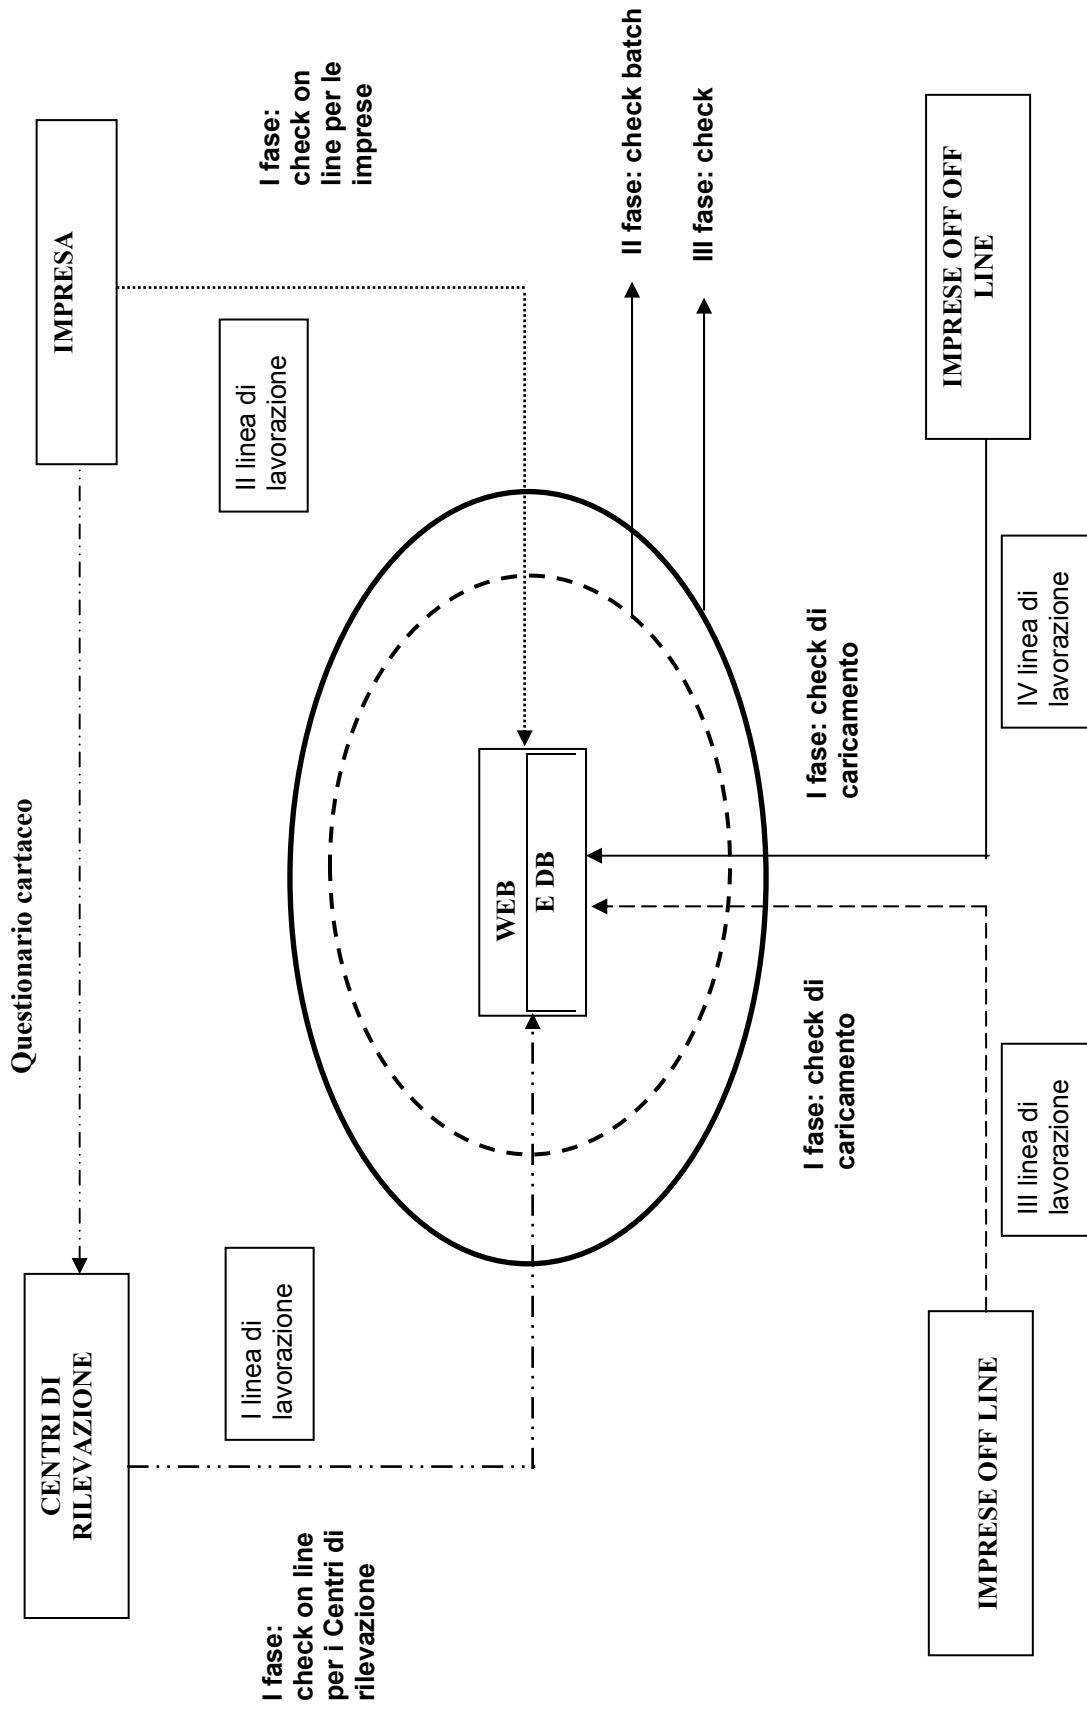 Questionario cartaceo
CENTRI DI
RILEVAZIONE
IMPRESA
I linea di
lavorazione
II linea di
lavorazione
I fase:
check on line
per i Centri di
rilevazione
I fase:
check on
line per le
imprese
WEB
E DB
II fase: check batch
III fase: check
I fase: check di
caricamento
I fase: check di
caricamento
IMPRESE OFF LINE
III linea di
lavorazione
IV linea di
lavorazione
IMPRESE OFF OFF
LINE